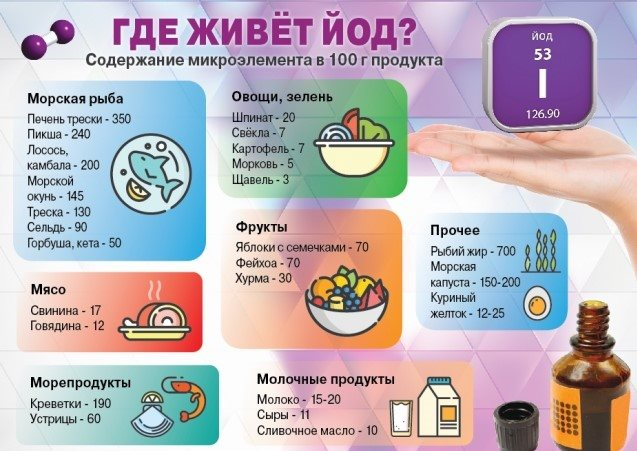 ГДЕ ЖИВЁТ ЙОД?
Содержание микроэлемента в 100 г продукта
ЙОД
53
I
126.90
Морская рыба
Печень трески - 350
Пикша - 240
Лосось,
камбала - 200
Морской
окунь - 145
Треска - 130
Сельдь - 90
Горбуша, кета - 50
Овощи, зелень
Шпинат - 20
Свёкла - 7
Картофель - 7
Морковь - 5
Щавель - 3
Фрукты
Яблоки с семечками - 70
Фейхоа - 70
Хурма - 30
Прочее
Рыбий жир - 700
Морская
капуста - 150-200
Куриный
желток - 12-25
Мясо
Свинина - 17
Говядина - 12
Морепродукты
Креветки - 190
Устрицы - 60
Молочные продукты
Молоко - 15-20
Сыры - 11
Сливочное масло - 10